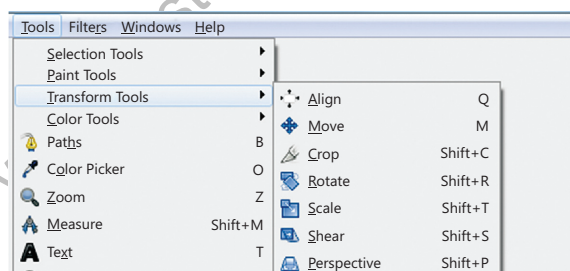 Tools Filters Windows Help
Selection Tools
Paint Tools
Transform Tools
Color Tools
Paths B
Color Picker O
Zoom Z
Measure Shift+M
Text T
Align Q
Move M
Crop Shift+C
Rotate Shift+R
Scale Shift+T
Shear Shift+S
Perspective Shift+P